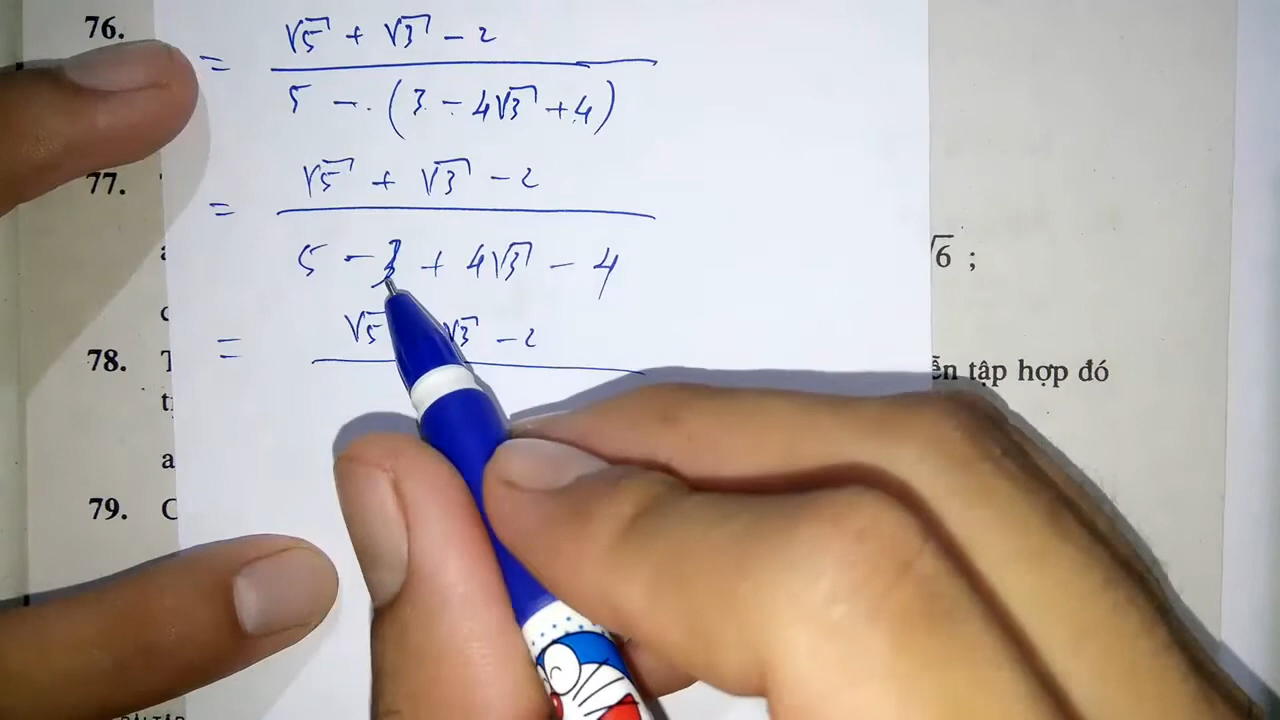 76.
= (√5 + √3 - 2) / (5 - (3 - 4√3 + 4))
77.
= (√5 + √3 - 2) / (5 - 3 + 4√3 - 4)
√6 ;
78.
= √5 √3 - 2
tập hợp đó
a
79.